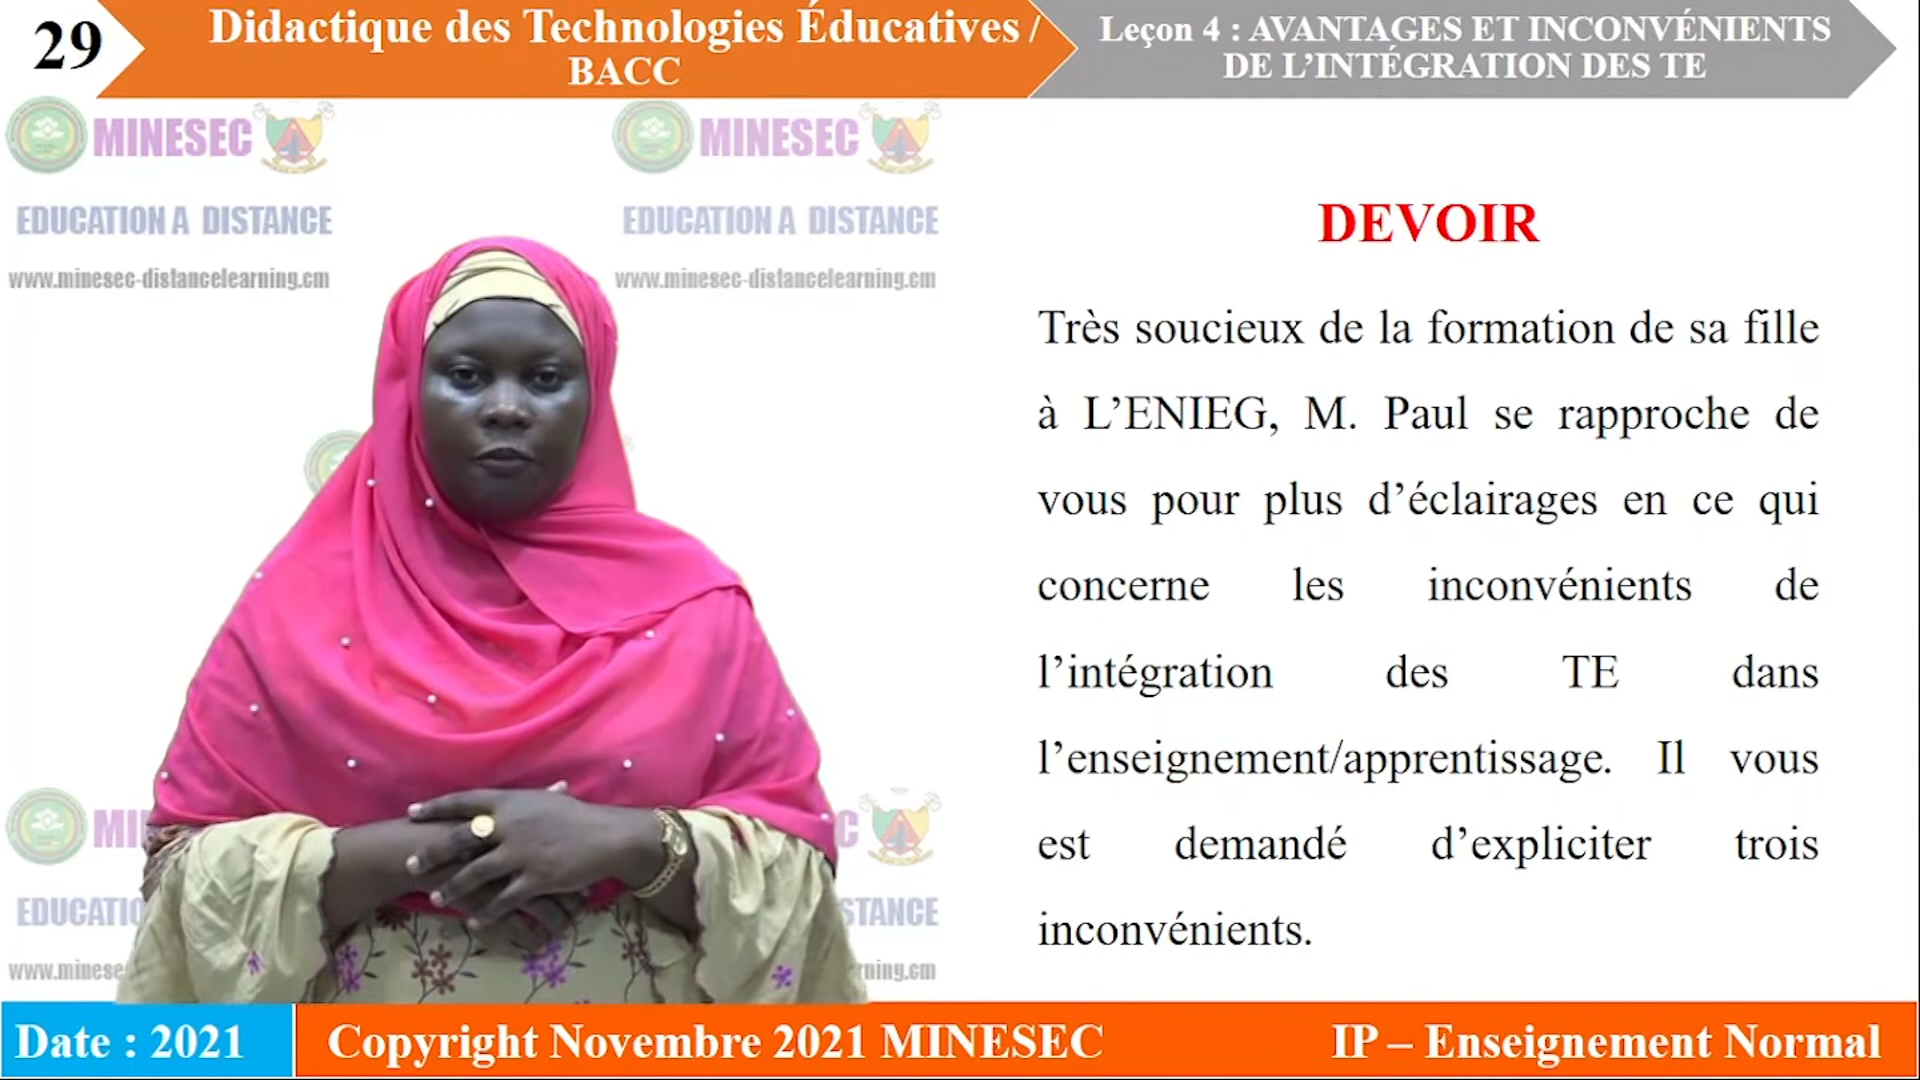 29
Didactique des Technologies Éducatives /
BACC
Leçon 4 : AVANTAGES ET INCONVÉNIENTS
DE L’INTÉGRATION DES TE
MINESEC
MINESEC
EDUCATION A DISTANCE
EDUCATION A DISTANCE
www.minesec-distancelearning.cm
www.minesec-distancelearning.cm
DEVOIR
Très soucieux de la formation de sa fille
à L’ENIEG, M. Paul se rapproche de
vous pour plus d’éclairages en ce qui
concerne les inconvénients de
l’intégration des TE dans
l’enseignement/apprentissage. Il vous
est demandé d’expliciter trois
inconvénients.
Date : 2021
Copyright Novembre 2021 MINESEC
IP – Enseignement Normal